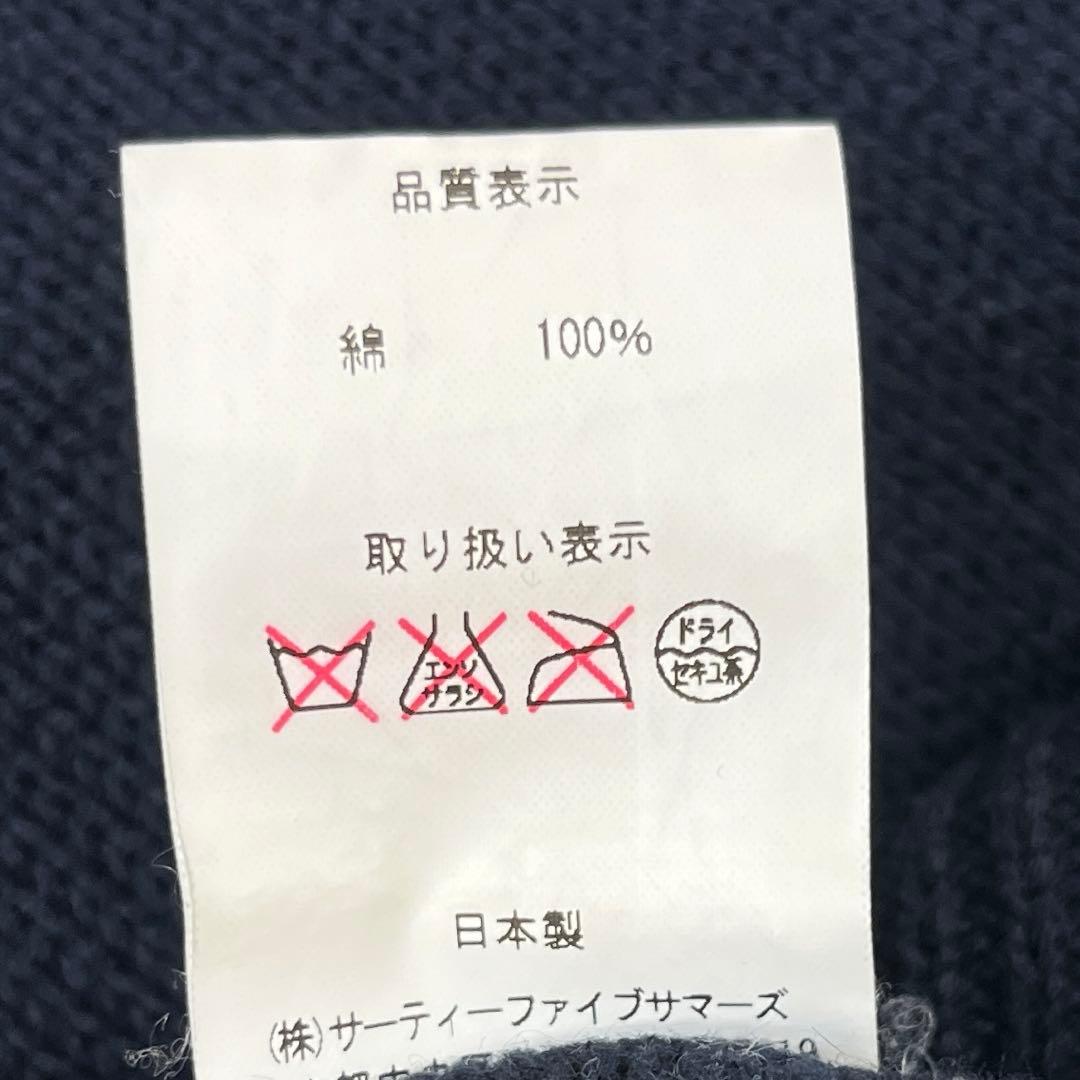 品質表示
綿 100%
取り扱い表示
エンソ
サラシ
ドライ
セキユ系
日本製
(株)サーティーファイブサマーズ